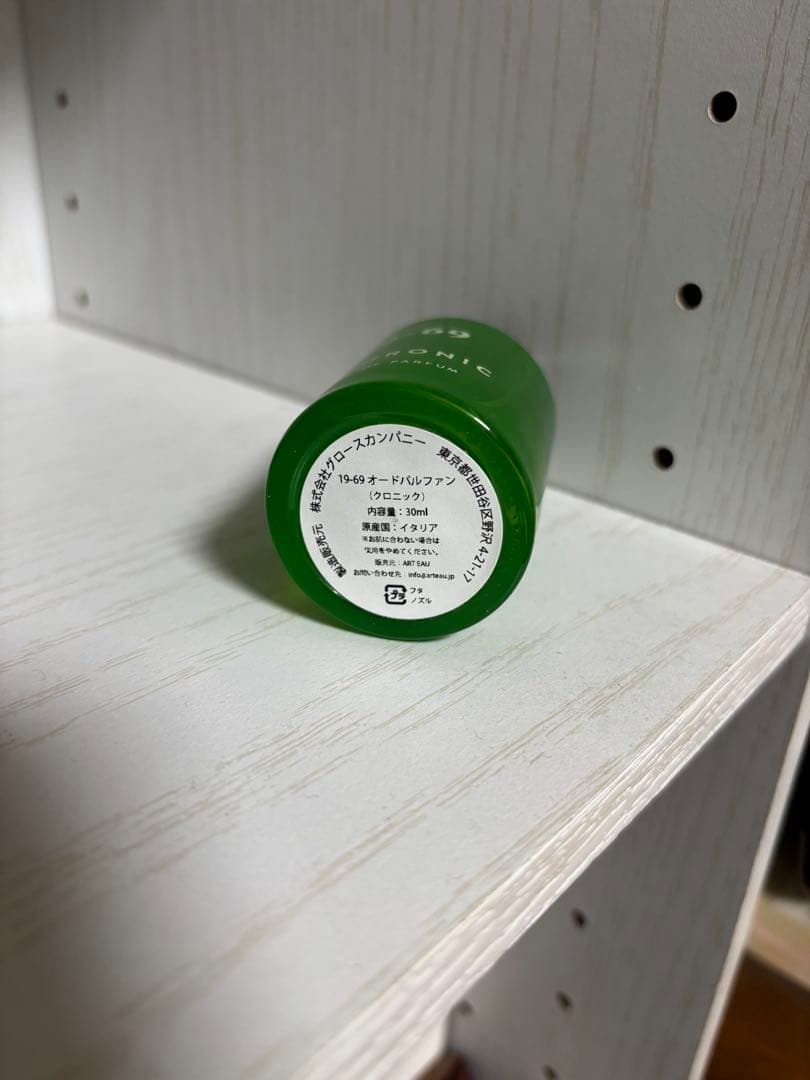 69
RONIC
PARFUM
製造販売元 株式会社グロースカンパニー 東京都世田谷区野沢4-21-17
19-69 オードパルファン
（クロニック）
内容量：30ml
原産国：イタリア
※お肌に合わない場合は
使用をやめてください。
販売元：ART EAU
お問い合わせ先：info@arteau.jp
プラ
フタ
ノズル